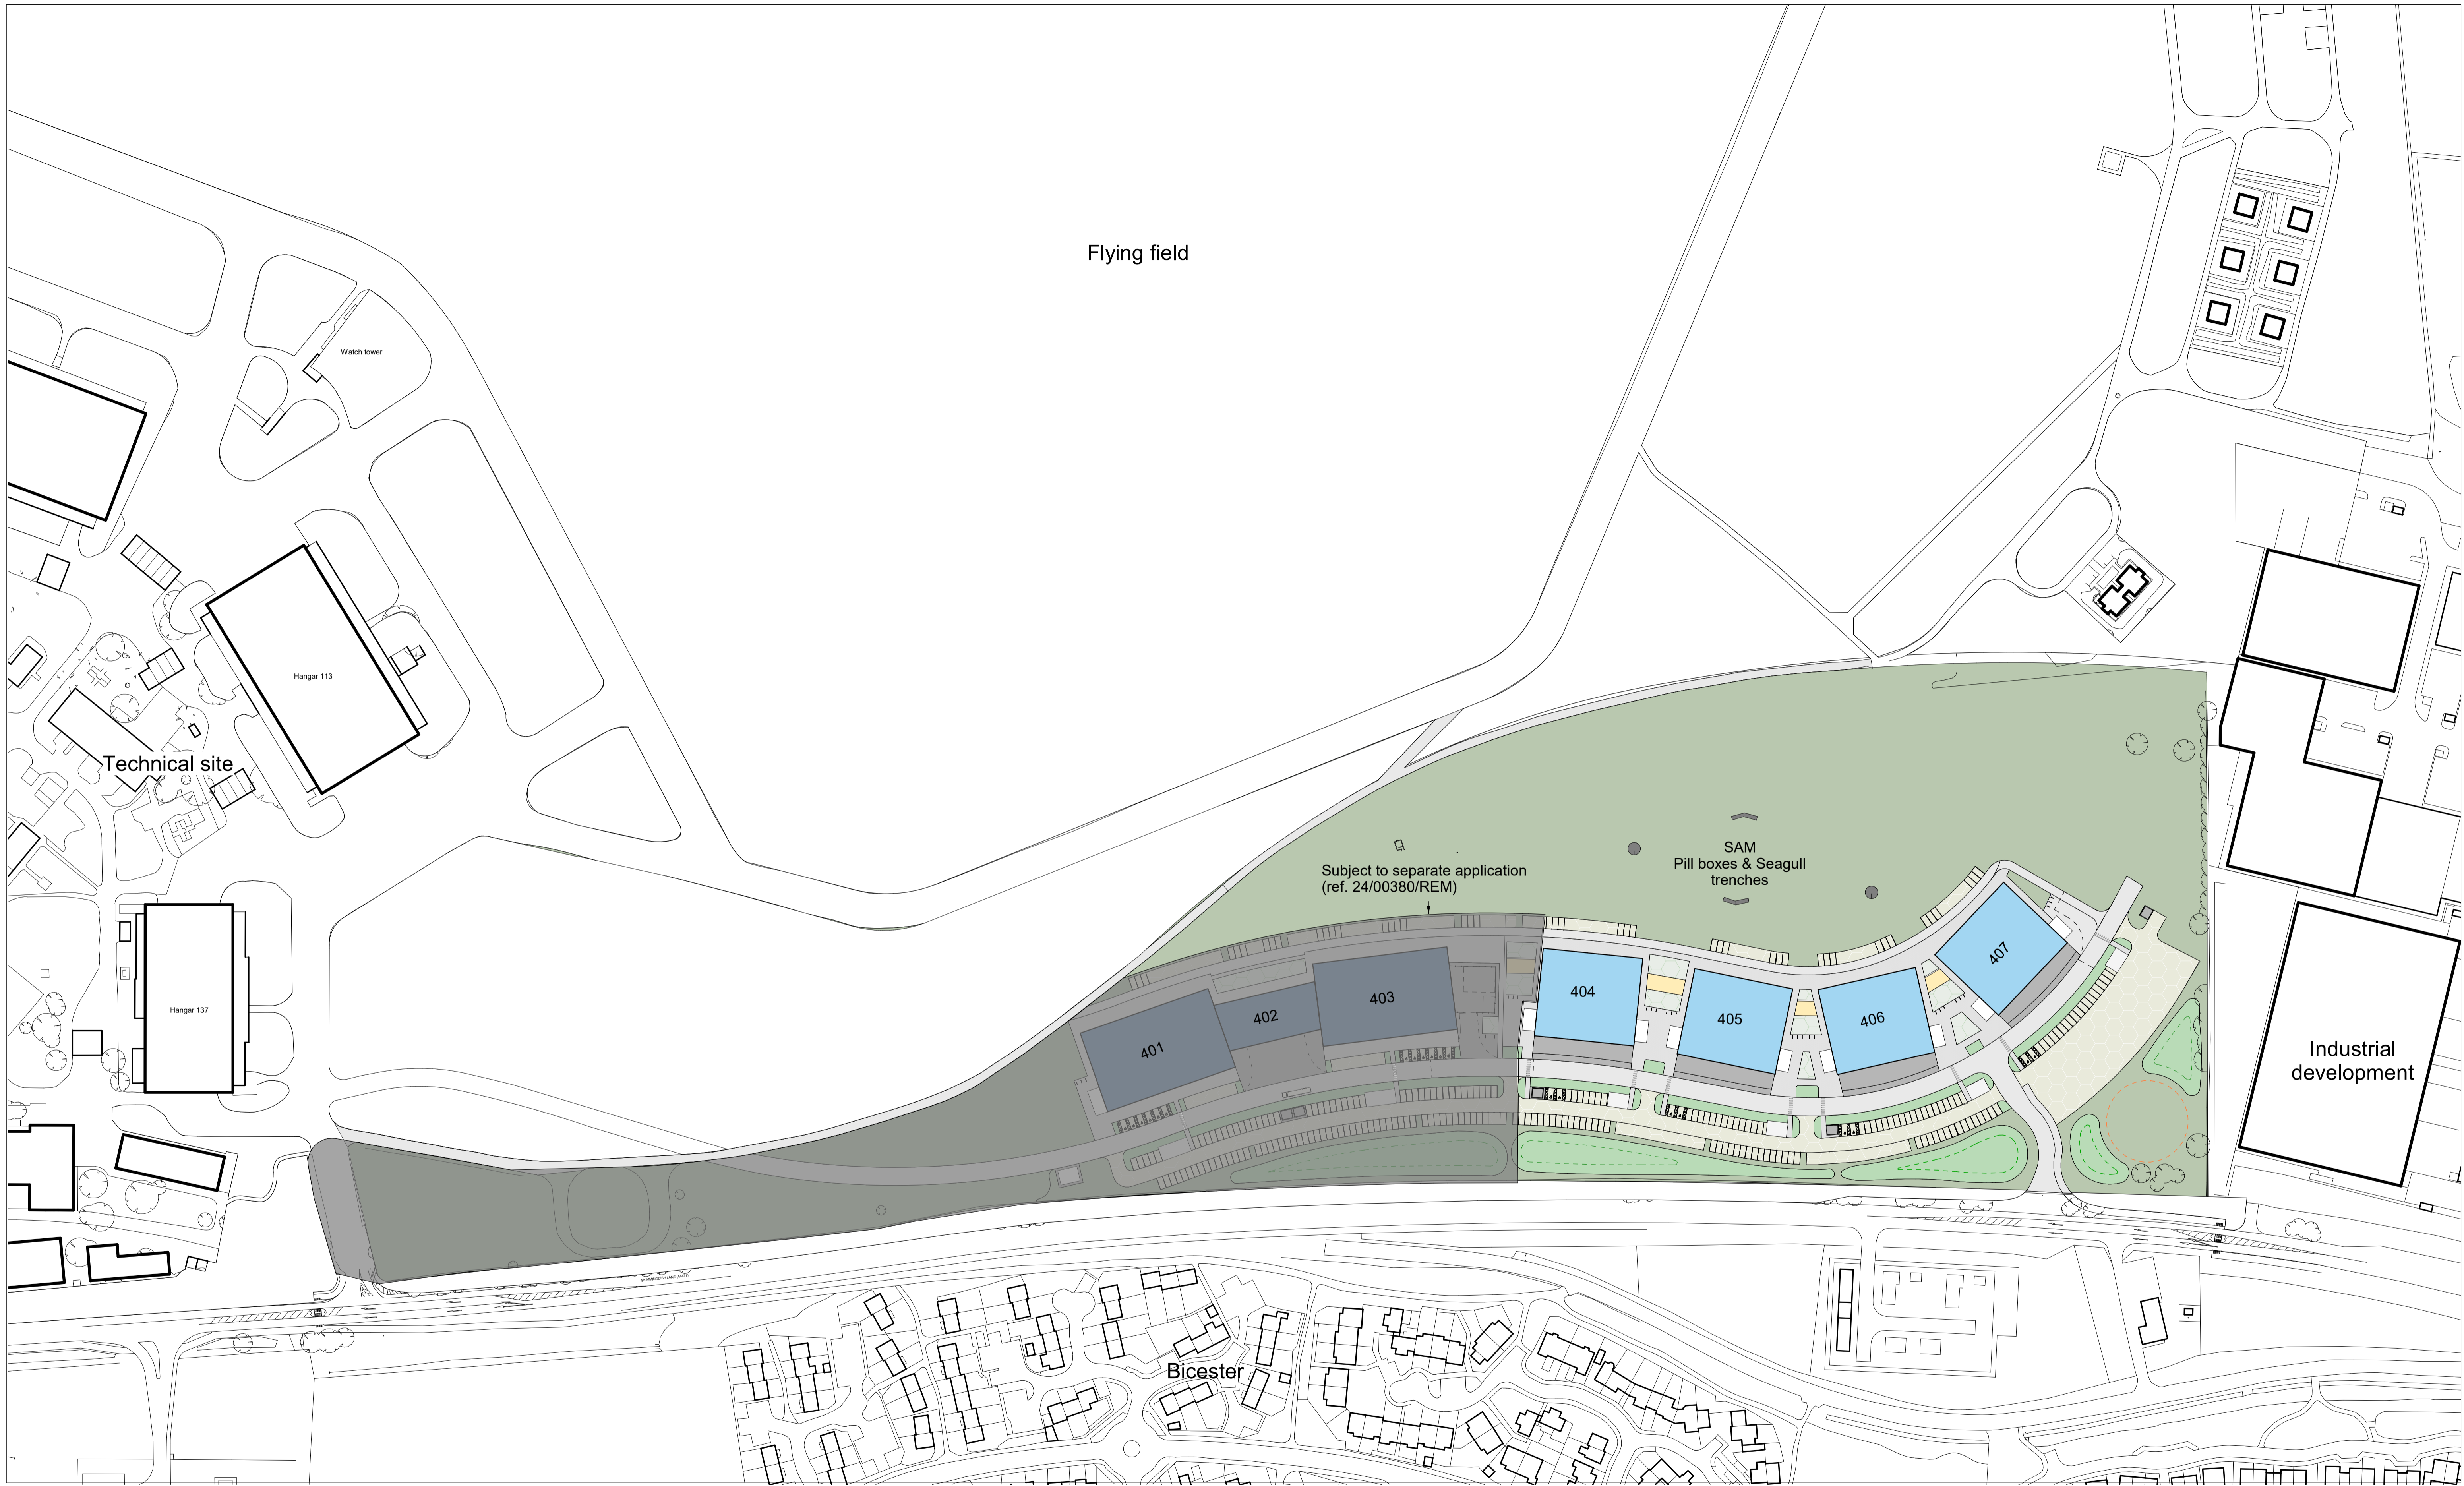 Flying field
Watch tower
Hangar 113
Technical site
SAM
Pill boxes & Seagull
trenches
Subject to separate application
(ref. 24/00380/REM)
407
404
403
402
405
406
401
Hangar 137
Industrial
development
Bicester